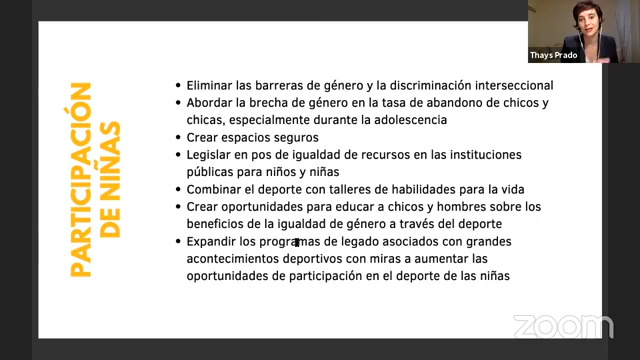 PARTICIPACIÓN
DE NIÑAS
Eliminar las barreras de género y la discriminación interseccional
Abordar la brecha de género en la tasa de abandono de chicos y
chicas, especialmente durante la adolescencia
Crear espacios seguros
Legislar en pos de igualdad de recursos en las instituciones
públicas para niños y niñas
Combinar el deporte con talleres de habilidades para la vida
Crear oportunidades para educar a chicos y hombres sobre los
beneficios de la igualdad de género a través del deporte
Expandir los programas de legado asociados con grandes
acontecimientos deportivos con miras a aumentar las
oportunidades de participación en el deporte de las niñas
Thays Prado
zoom